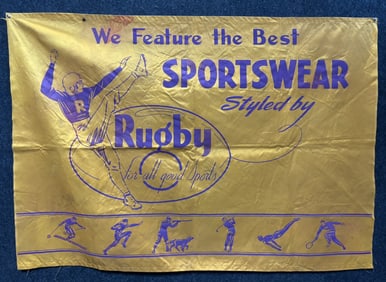 We Feature the Best
SPORTSWEAR
Styled by
R
Rugby
for all good Sports